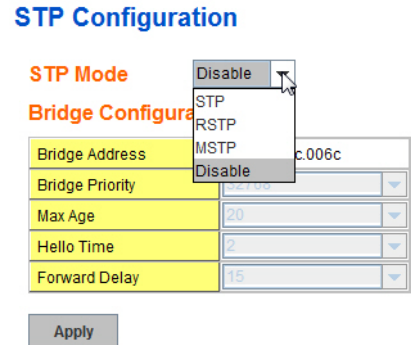 STP Configuration
STP Mode Disable
STP
RSTP
MSTP
Disable
Bridge Configura
Bridge Address c.006c
Bridge Priority 32768
Max Age 20
Hello Time 2
Forward Delay 15
Apply